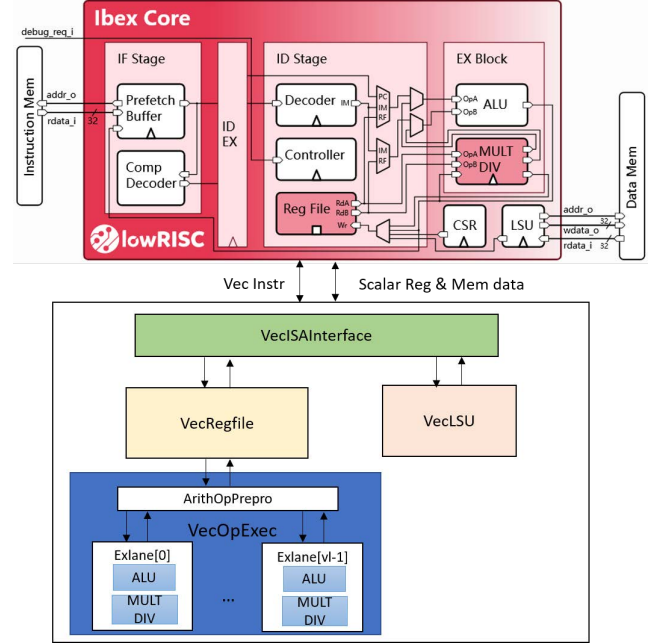 Ibex Core
debug_req_i
IF Stage
ID Stage
EX Block
Instruction Mem
addr_o
rdata_i
32
Prefetch
Buffer
Comp
Decoder
ID
EX
Decoder
IM
Controller
Reg File
RdA
RdB
Wr
PC
IM
RF
IM
RF
OpA
OpB
ALU
OpA
OpB
MULT
DIV
CSR
LSU
addr_o
32
wdata_o
rdata_i
32
Data Mem
lowRISC
Vec Instr
Scalar Reg & Mem data
VecISAInterface
VecRegfile
VecLSU
ArithOpPrepro
VecOpExec
Exlane[0]
ALU
MULT
DIV
...
Exlane[vl-1]
ALU
MULT
DIV